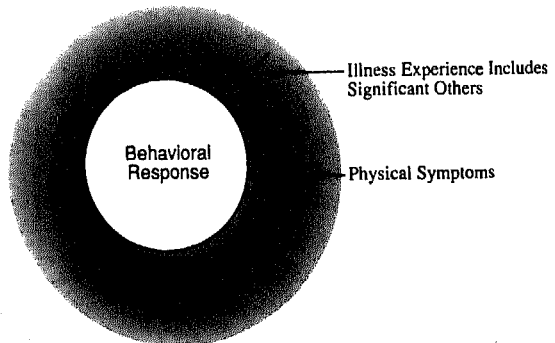 Illness Experience Includes
Significant Others
Behavioral
Response
Physical Symptoms